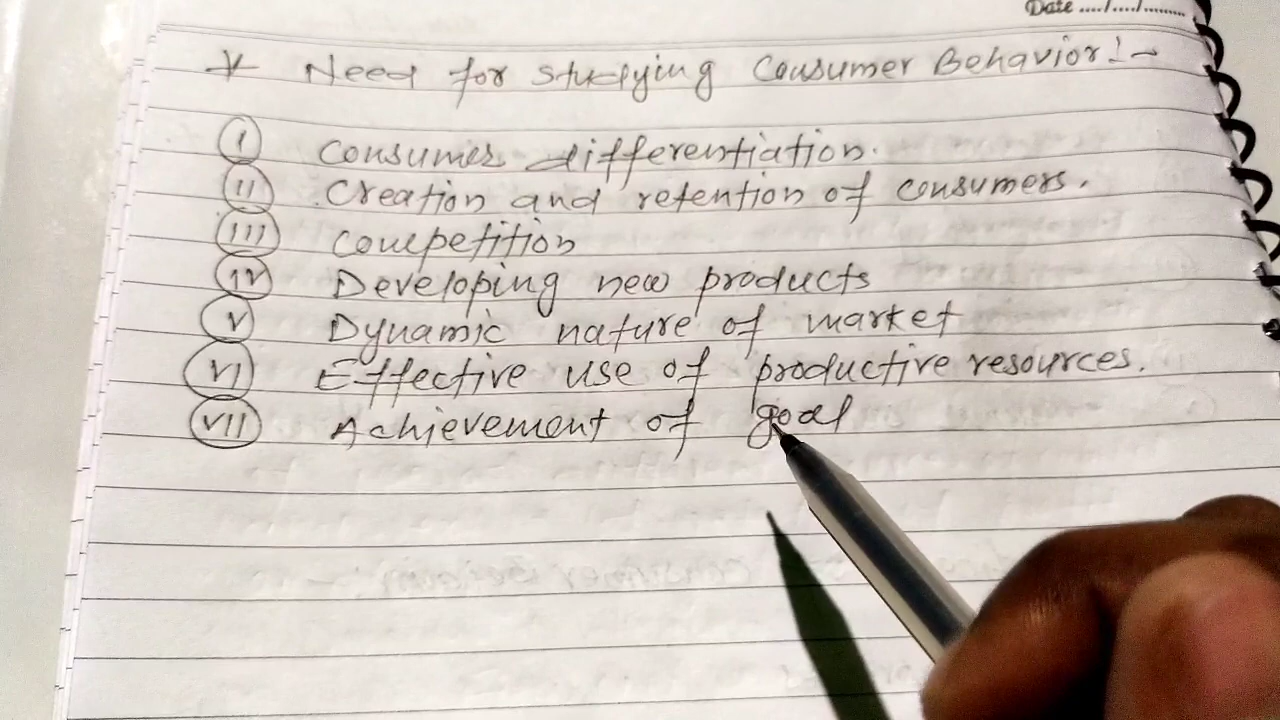 Date ..../..../.........
* Need for studying Consumer Behavior:-
(I) Consumer differentiation.
(II) Creation and retention of consumers.
(III) Competition
(IV) Developing new products
(V) Dynamic nature of market
(VI) Effective use of productive resources.
(VII) Achievement of goal